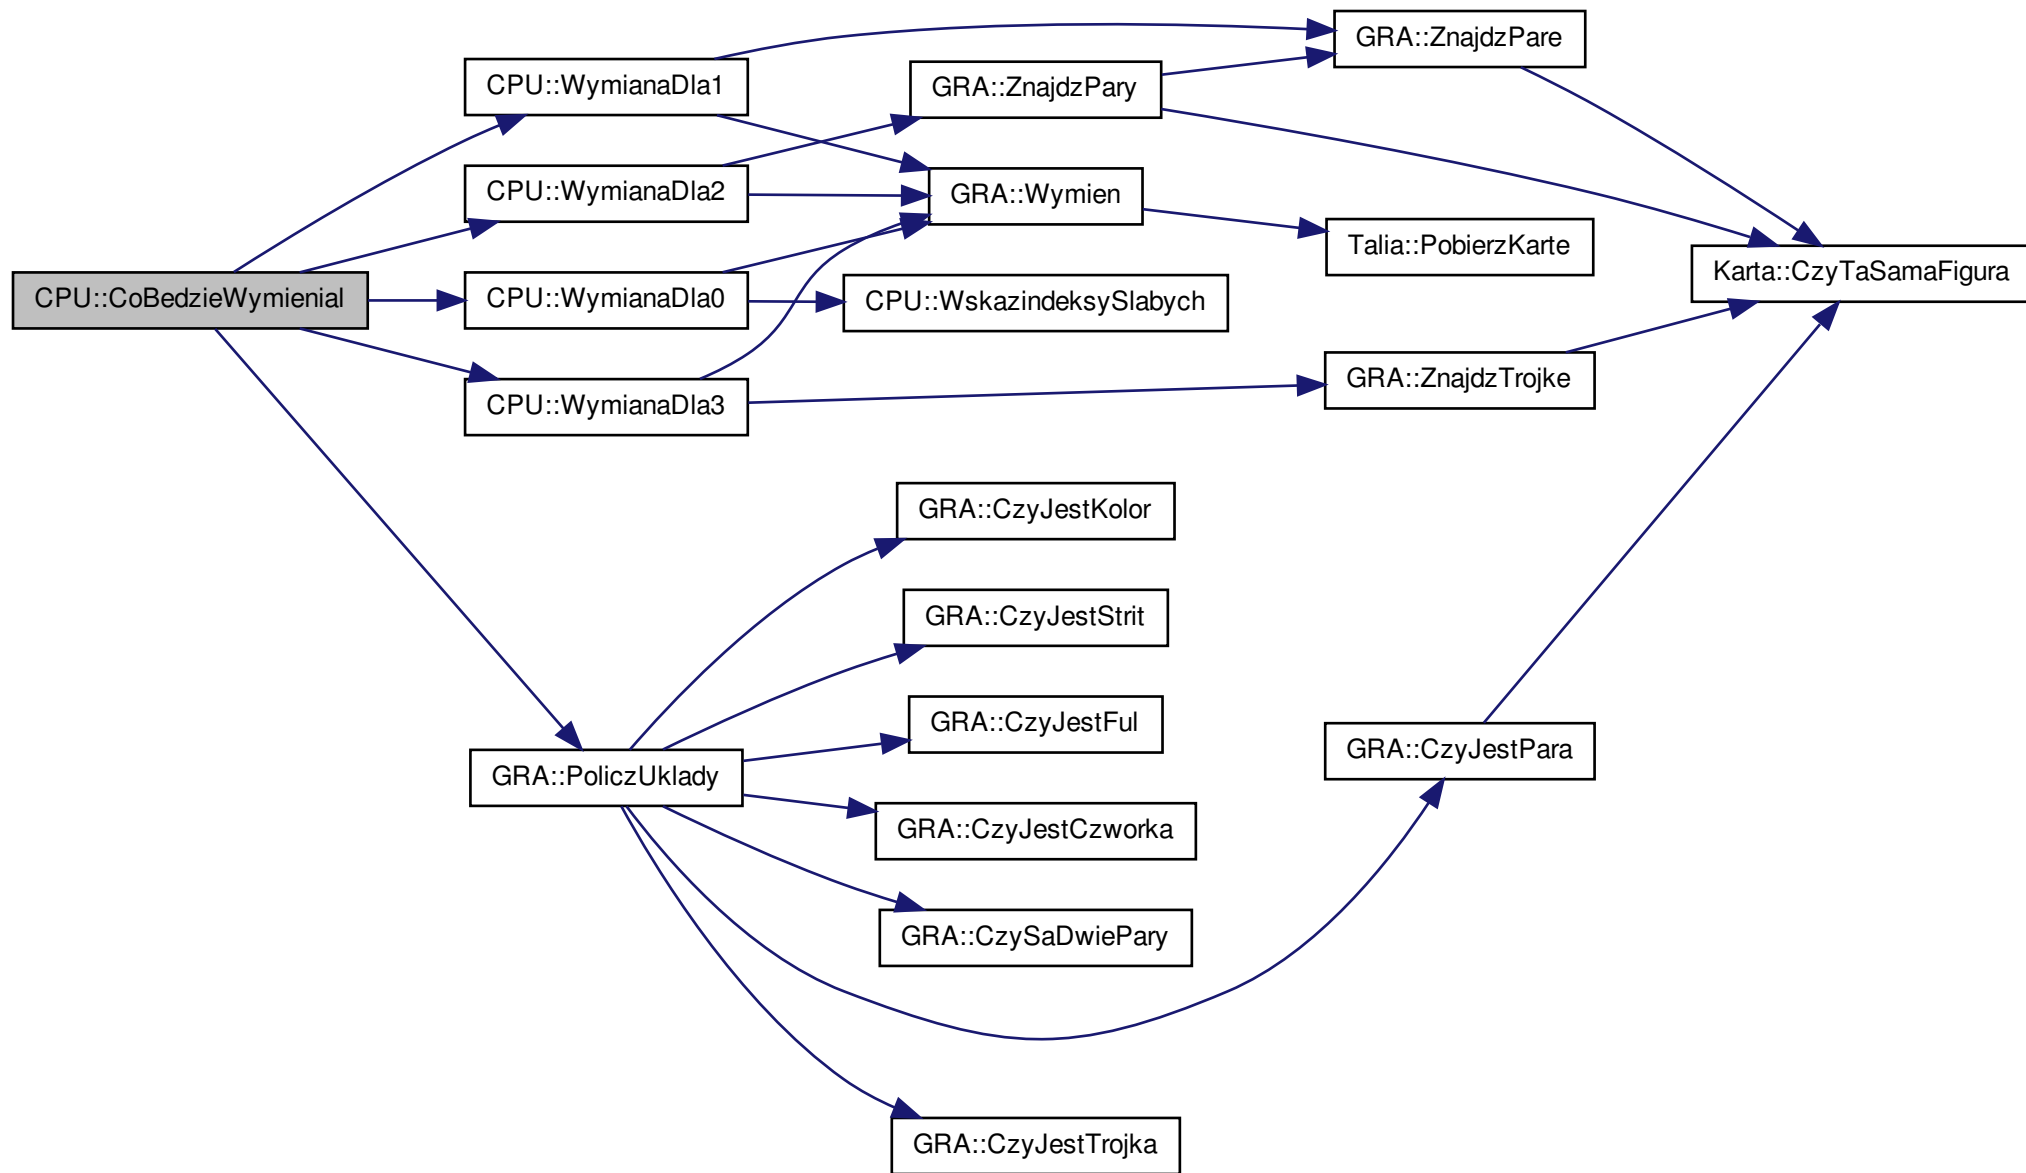 CPU::CoBedzieWymienial
CPU::WymianaDla1
CPU::WymianaDla2
CPU::WymianaDla0
CPU::WymianaDla3
GRA::PoliczUklady
GRA::ZnajdzPary
GRA::Wymien
CPU::WskazindeksySlabych
GRA::CzyJestKolor
GRA::CzyJestStrit
GRA::CzyJestFul
GRA::CzyJestCzworka
GRA::CzySaDwiePary
GRA::CzyJestTrojka
GRA::ZnajdzPare
Talia::PobierzKarte
GRA::ZnajdzTrojke
GRA::CzyJestPara
Karta::CzyTaSamaFigura